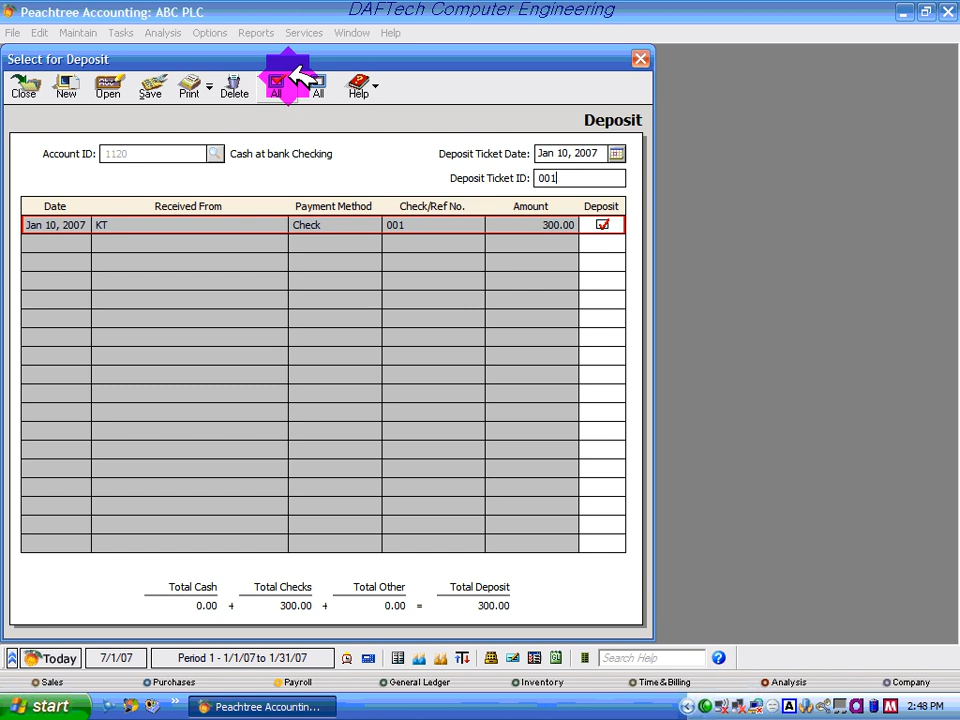 Peachtree Accounting: ABC PLC
DAFTech Computer Engineering
File Edit Maintain Tasks Analysis Options Reports Services Window Help
Select for Deposit
Close New Open Save Print Delete All All Help
Deposit
Account ID: 1120 Cash at bank Checking Deposit Ticket Date: Jan 10, 2007
Deposit Ticket ID: 001
Date Received From Payment Method Check/Ref No. Amount Deposit
Jan 10, 2007 KT Check 001 300.00
Total Cash Total Checks Total Other Total Deposit
0.00 + 300.00 + 0.00 = 300.00
Today 7/1/07 Period 1 - 1/1/07 to 1/31/07 Search Help
Sales Purchases Payroll General Ledger Inventory Time & Billing Analysis Company
start Peachtree Accountin... A M 2:48 PM